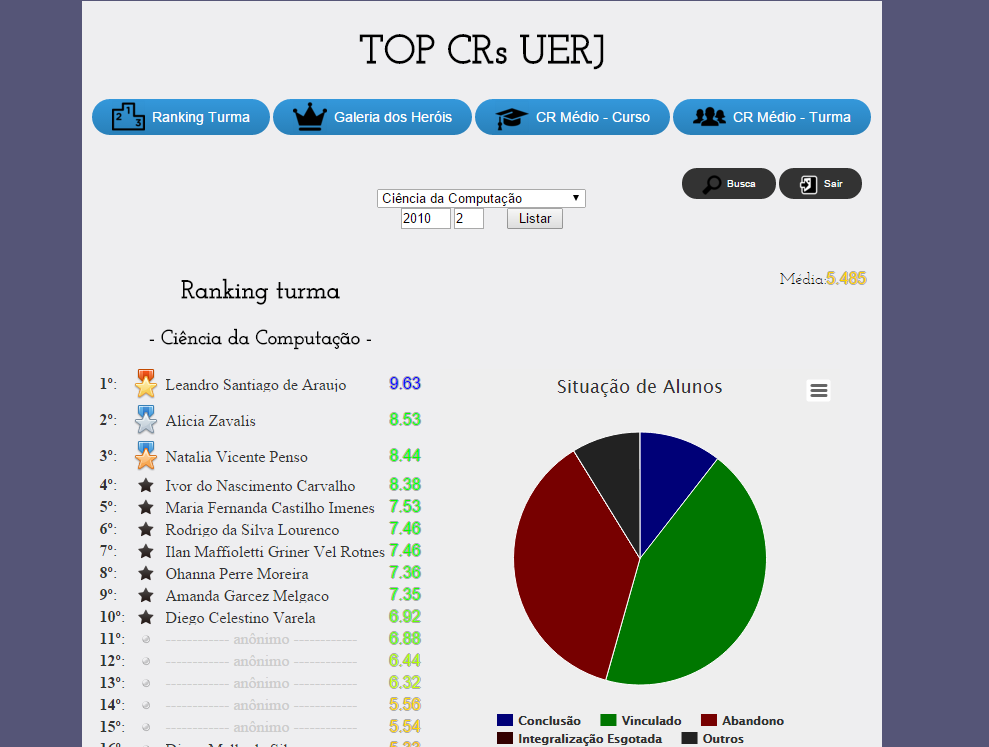 TOP CRs UERJ
Ranking Turma
Galeria dos Heróis
CR Médio - Curso
CR Médio - Turma
Busca
Sair
Ciência da Computação
2010 2 Listar
Média:5.485
Ranking turma
- Ciência da Computação -
1º: Leandro Santiago de Araujo 9.63
2º: Alicia Zavalis 8.53
3º: Natalia Vicente Penso 8.44
4º: Ivor do Nascimento Carvalho 8.38
5º: Maria Fernanda Castilho Imenes 7.53
6º: Rodrigo da Silva Lourenco 7.46
7º: Ilan Maffioletti Griner Vel Rotnes 7.46
8º: Ohanna Perre Moreira 7.36
9º: Amanda Garcez Melgaco 7.35
10º: Diego Celestino Varela 6.92
11º: ------------ anônimo ------------ 6.88
12º: ------------ anônimo ------------ 6.44
13º: ------------ anônimo ------------ 6.32
14º: ------------ anônimo ------------ 5.56
15º: ------------ anônimo ------------ 5.54
Situação de Alunos
Conclusão Vinculado Abandono
Integralização Esgotada Outros